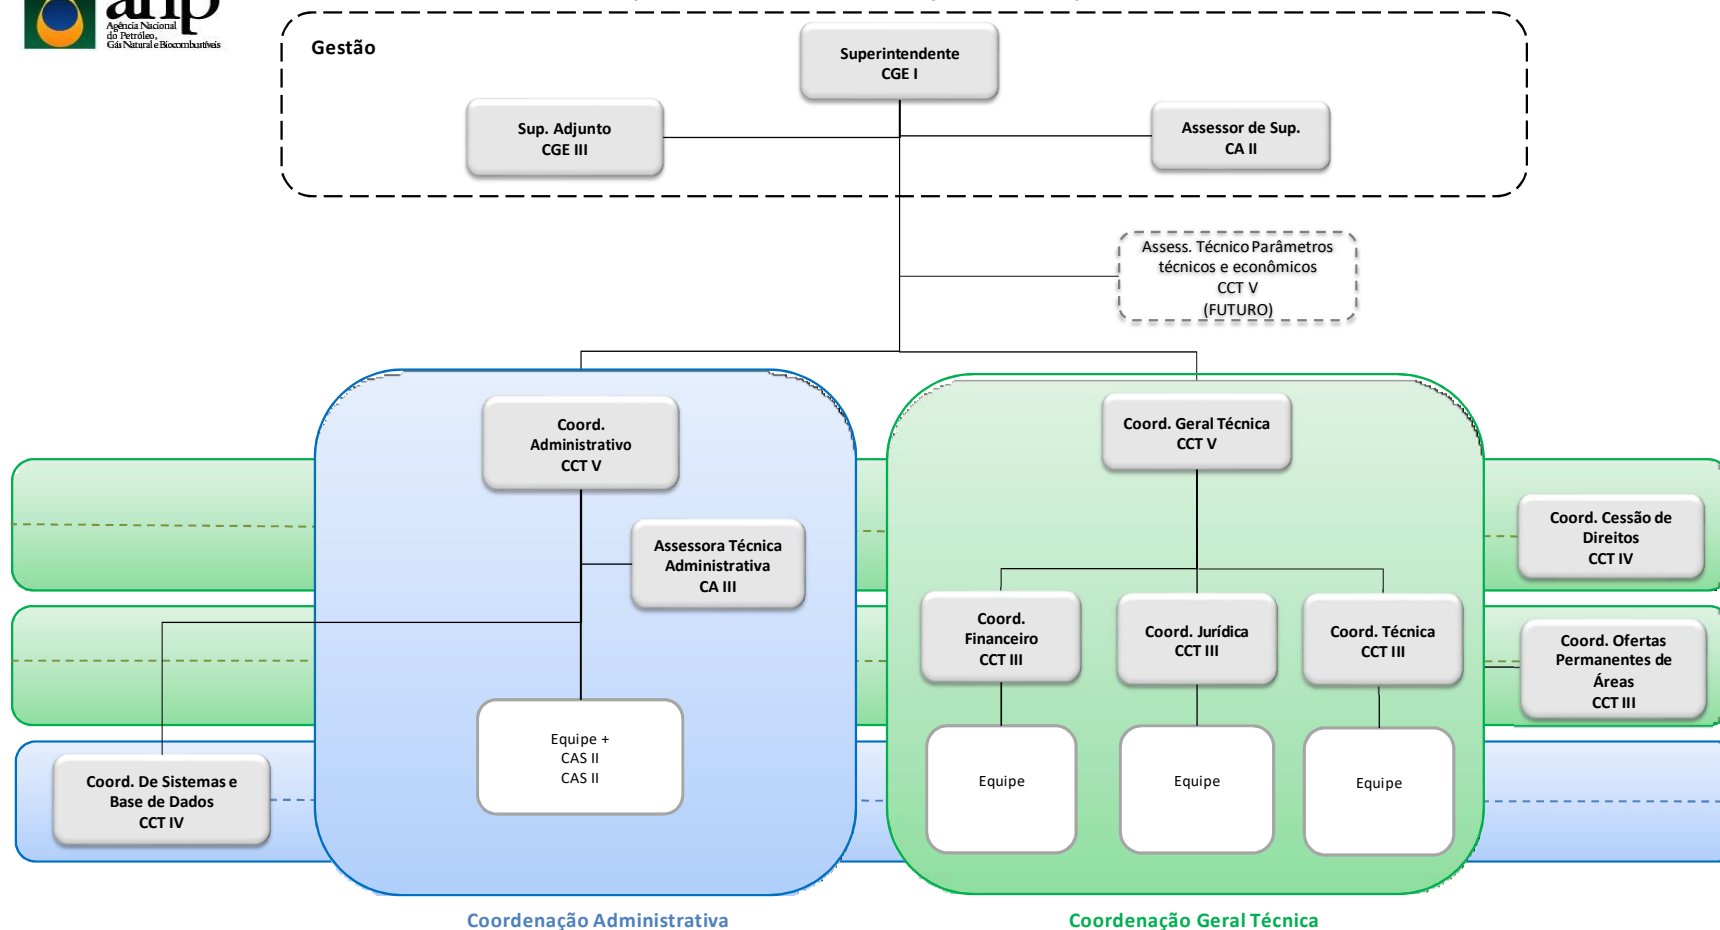 anp
Agência Nacional
do Petróleo,
Gás Natural e Biocombustíveis
Gestão
Superintendente
CGE I
Sup. Adjunto
CGE III
Assessor de Sup.
CA II
Assess. Técnico Parâmetros
técnicos e econômicos
CCT V
(FUTURO)
Coord.
Administrativo
CCT V
Coord. Geral Técnica
CCT V
Assessora Técnica
Administrativa
CA III
Coord. Cessão de
Direitos
CCT IV
Coord.
Financeiro
CCT III
Coord. Jurídica
CCT III
Coord. Técnica
CCT III
Coord. Ofertas
Permanentes de
Áreas
CCT III
Coord. De Sistemas e
Base de Dados
CCT IV
Equipe +
CAS II
CAS II
Equipe
Equipe
Equipe
Coordenação Administrativa
Coordenação Geral Técnica